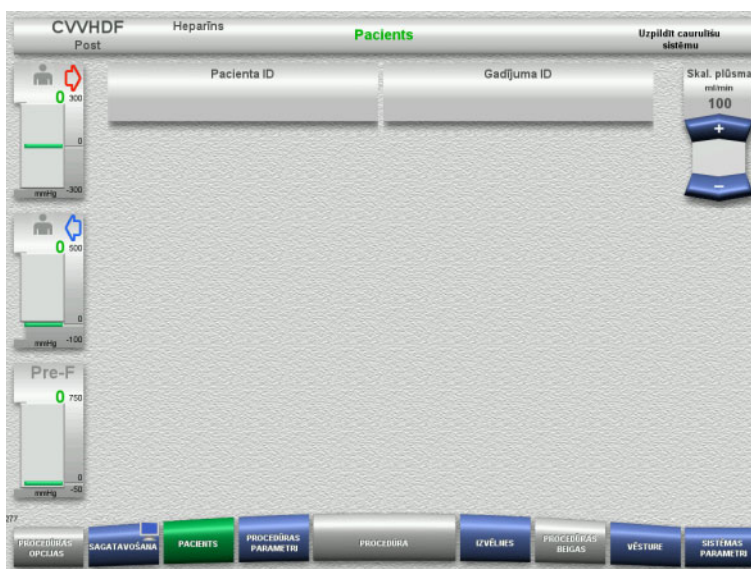 CVVHDF
Post
Heparīns
Pacients
Uzpildīt caurulīšu
sistēmu
0
300
0
-300
mmHg
Pacienta ID
Gadījuma ID
Skal. plūsma
ml/min
100
+
−
0
500
0
-100
mmHg
Pre-F
0
750
0
-50
mmHg
277
PROCEDŪRAS
OPCIJAS
SAGATAVOŠANA
PACIENTS
PROCEDŪRAS
PARAMETRI
PROCEDŪRA
IZVĒLNES
PROCEDŪRAS
BEIGAS
VĒSTURE
SISTĒMAS
PARAMETRI